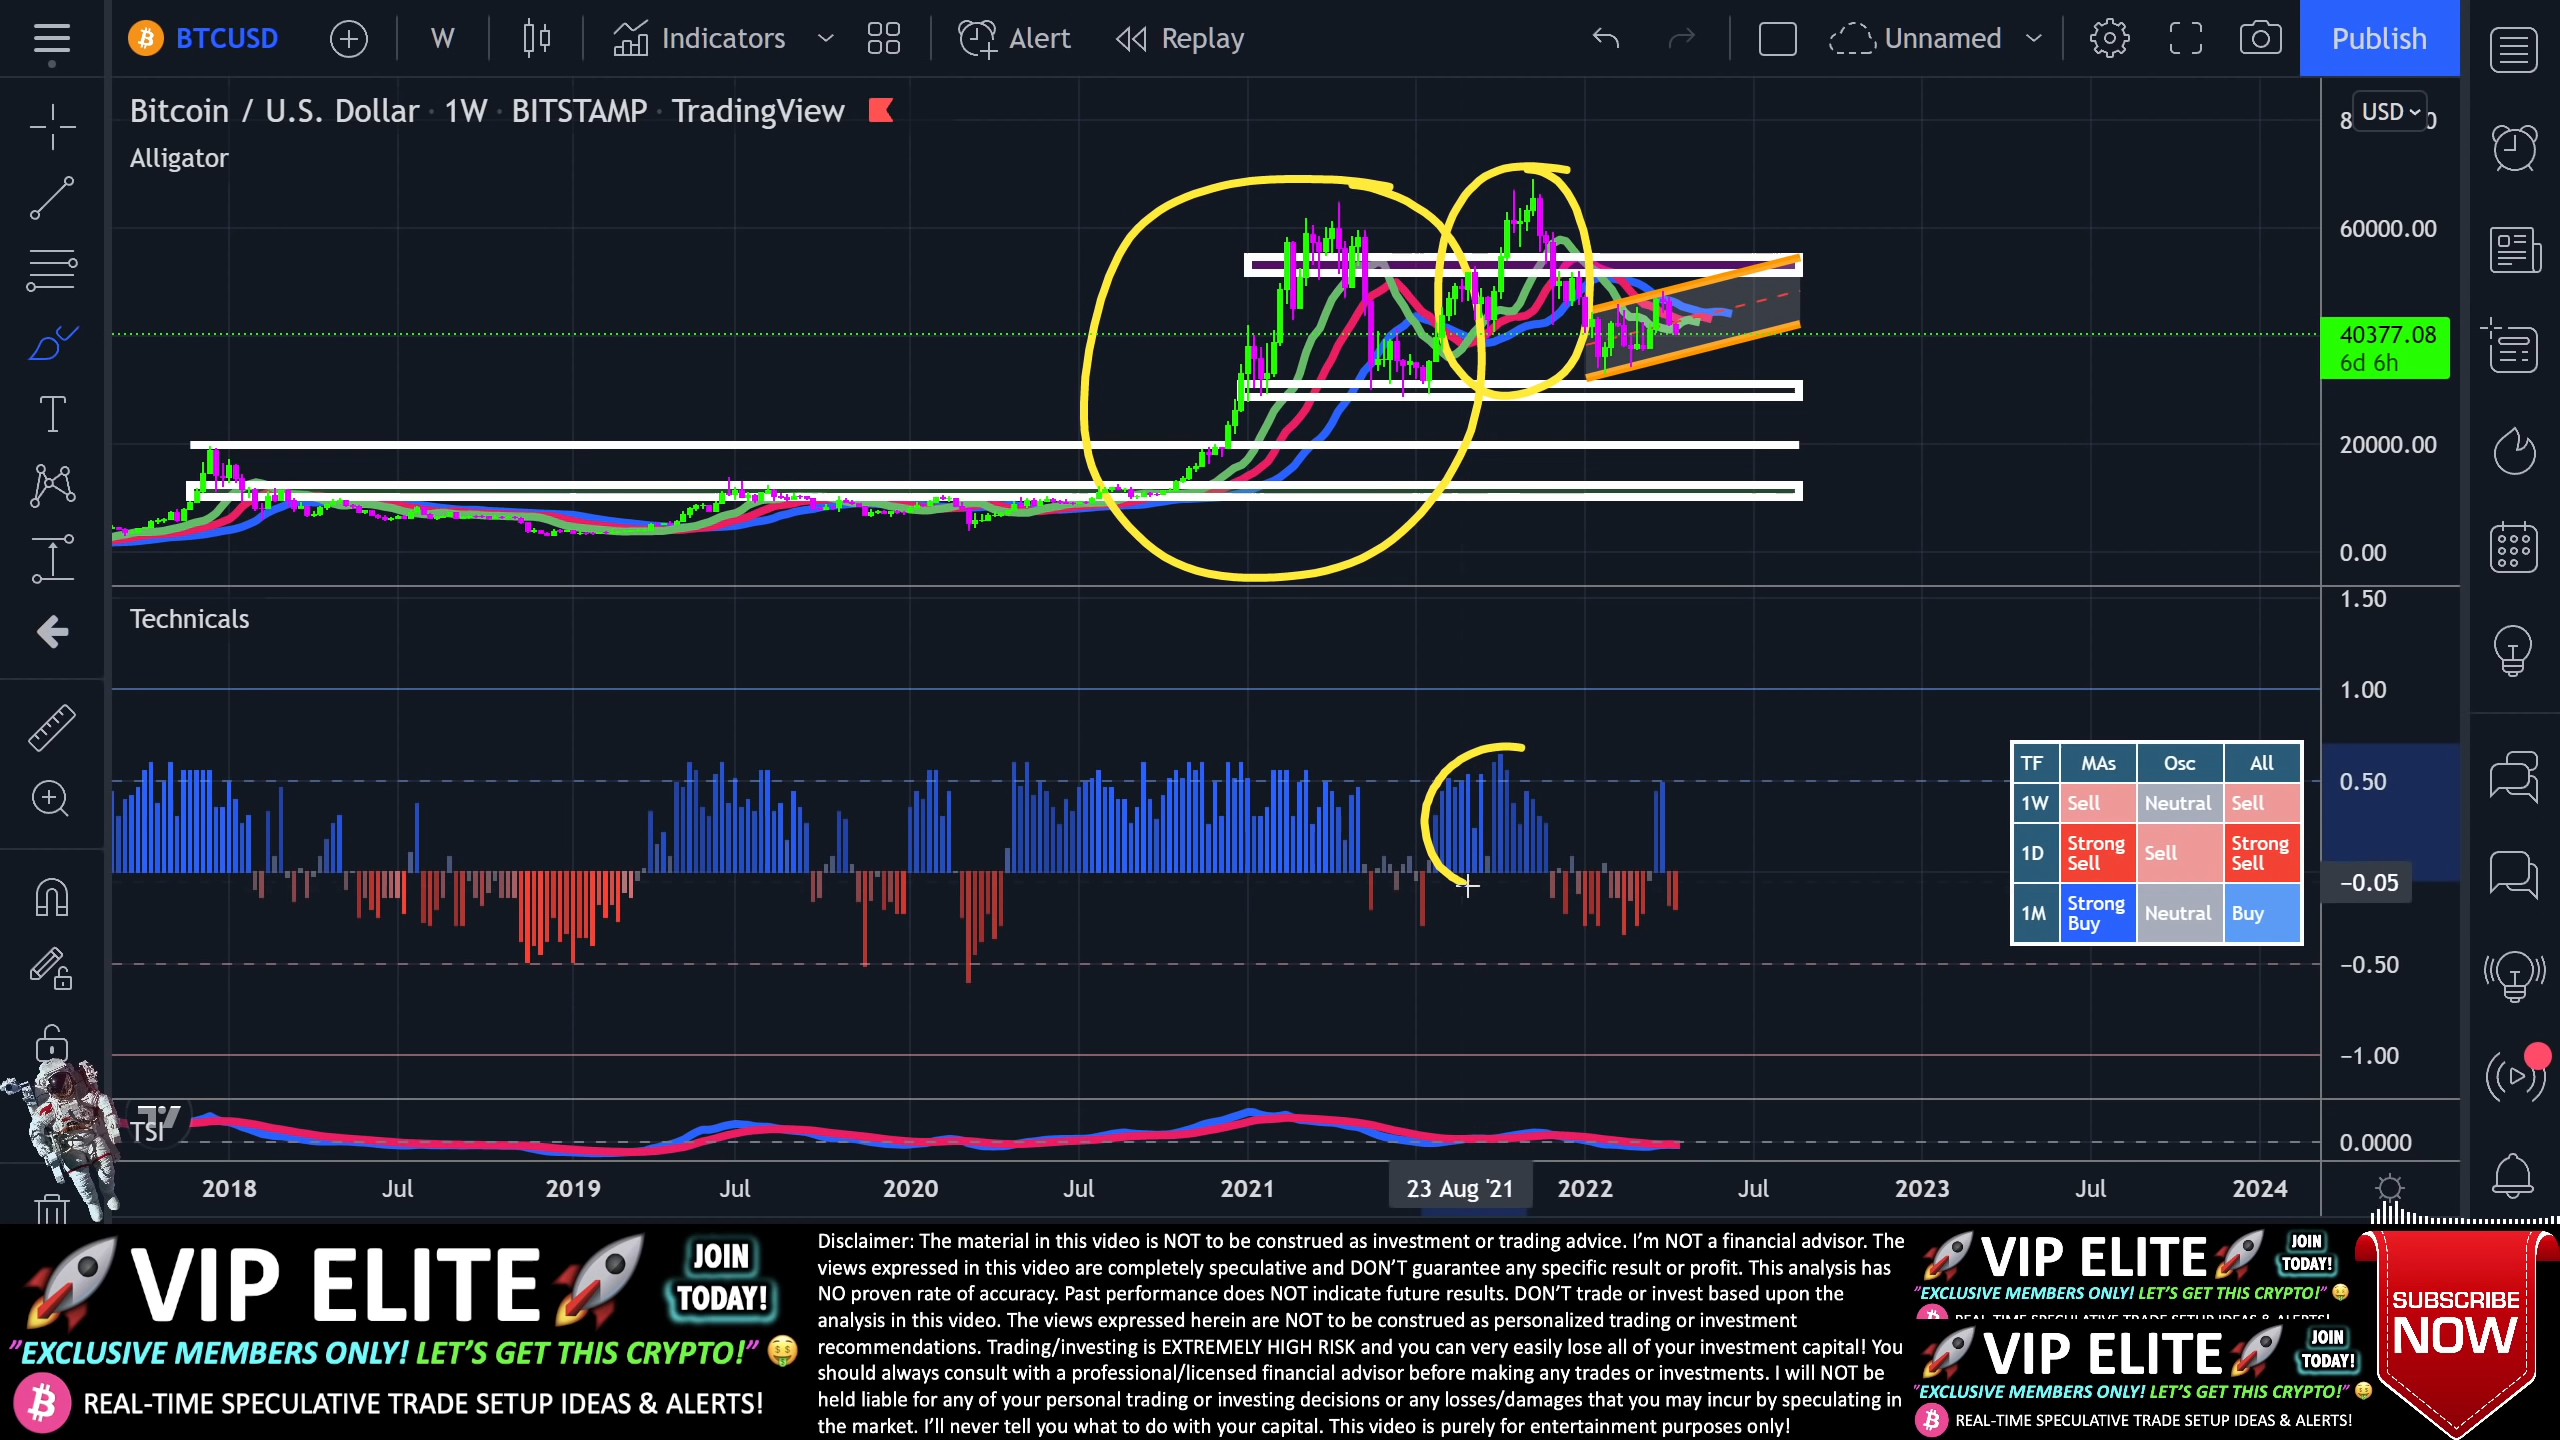 BTCUSD
W
Indicators
Alert
Replay
Unnamed
Publish
Bitcoin / U.S. Dollar · 1W · BITSTAMP · TradingView
USD
Alligator
60000.00
40377.08
6d 6h
20000.00
0.00
Technicals
1.50
1.00
0.50
−0.05
−0.50
−1.00
TF MAs Osc All
1W Sell Neutral Sell
1D Strong Sell Sell Strong Sell
1M Strong Buy Neutral Buy
TSI
0.0000
2018 Jul 2019 Jul 2020 Jul 2021 23 Aug '21 2022 Jul 2023 Jul 2024
VIP ELITE
JOIN
TODAY!
"EXCLUSIVE MEMBERS ONLY! LET'S GET THIS CRYPTO!"
REAL-TIME SPECULATIVE TRADE SETUP IDEAS & ALERTS!
Disclaimer: The material in this video is NOT to be construed as investment or trading advice. I'm NOT a financial advisor. The
views expressed in this video are completely speculative and DON'T guarantee any specific result or profit. This analysis has
NO proven rate of accuracy. Past performance does NOT indicate future results. DON'T trade or invest based upon the
analysis in this video. The views expressed herein are NOT to be construed as personalized trading or investment
recommendations. Trading/investing is EXTREMELY HIGH RISK and you can very easily lose all of your investment capital! You
should always consult with a professional/licensed financial advisor before making any trades or investments. I will NOT be
held liable for any of your personal trading or investing decisions or any losses/damages that you may incur by speculating in
the market. I'll never tell you what to do with your capital. This video is purely for entertainment purposes only!
VIP ELITE
JOIN
TODAY!
"EXCLUSIVE MEMBERS ONLY! LET'S GET THIS CRYPTO!"
VIP ELITE
JOIN
TODAY!
"EXCLUSIVE MEMBERS ONLY! LET'S GET THIS CRYPTO!"
REAL-TIME SPECULATIVE TRADE SETUP IDEAS & ALERTS!
SUBSCRIBE
NOW